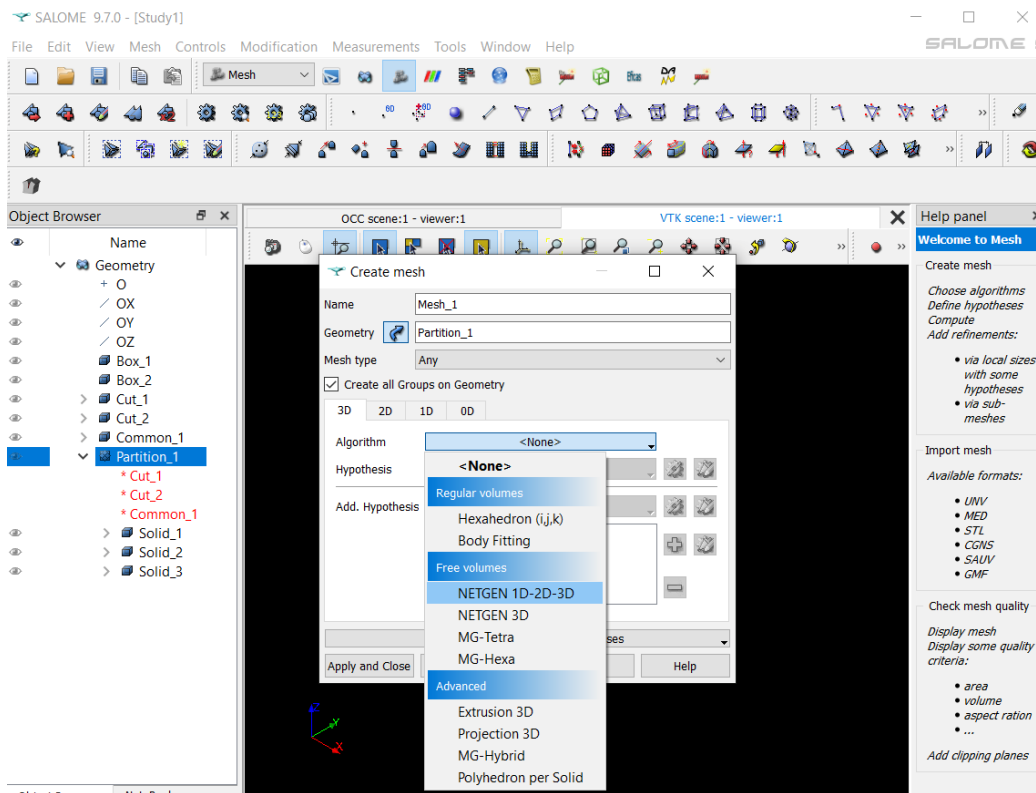 SALOME 9.7.0 - [Study1]
File Edit View Mesh Controls Modification Measurements Tools Window Help
SALOME
Mesh
Object Browser
OCC scene:1 - viewer:1
VTK scene:1 - viewer:1
Help panel
Name
Geometry
O
OX
OY
OZ
Box_1
Box_2
Cut_1
Cut_2
Common_1
Partition_1
* Cut_1
* Cut_2
* Common_1
Solid_1
Solid_2
Solid_3
Create mesh
Name Mesh_1
Geometry Partition_1
Mesh type Any
Create all Groups on Geometry
3D 2D 1D 0D
Algorithm <None>
Hypothesis
Add. Hypothesis
<None>
Regular volumes
Hexahedron (i,j,k)
Body Fitting
Free volumes
NETGEN 1D-2D-3D
NETGEN 3D
MG-Tetra
MG-Hexa
Advanced
Extrusion 3D
Projection 3D
MG-Hybrid
Polyhedron per Solid
ses
Apply and Close
Help
Z
Y
X
Welcome to Mesh
Create mesh
Choose algorithms
Define hypotheses
Compute
Add refinements:
• via local sizes
with some
hypotheses
• via sub-
meshes
Import mesh
Available formats:
• UNV
• MED
• STL
• CGNS
• SAUV
• GMF
Check mesh quality
Display mesh
Display some quality
criteria:
• area
• volume
• aspect ration
• ...
Add clipping planes